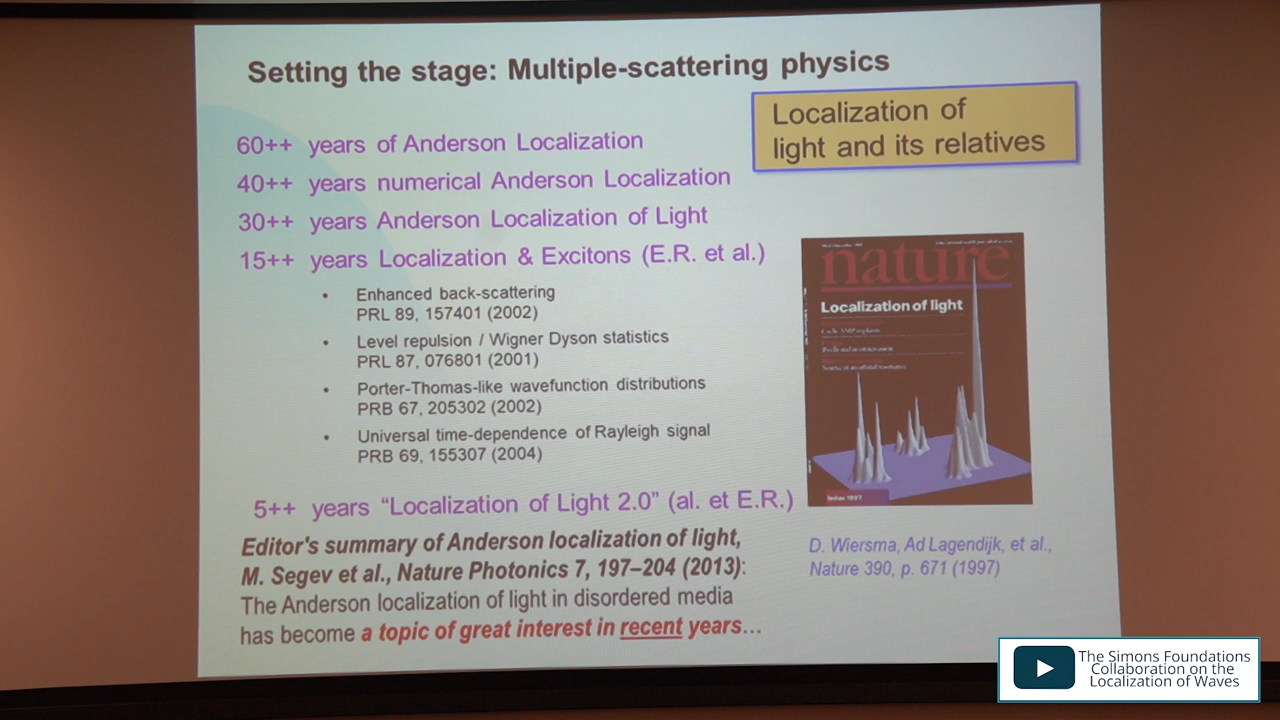 Setting the stage: Multiple-scattering physics
Localization of
light and its relatives
60++ years of Anderson Localization
40++ years numerical Anderson Localization
30++ years Anderson Localization of Light
15++ years Localization & Excitons (E.R. et al.)
• Enhanced back-scattering
PRL 89, 157401 (2002)
• Level repulsion / Wigner Dyson statistics
PRL 87, 076801 (2001)
• Porter-Thomas-like wavefunction distributions
PRB 67, 205302 (2002)
• Universal time-dependence of Rayleigh signal
PRB 69, 155307 (2004)
5++ years “Localization of Light 2.0” (al. et E.R.)
Editor's summary of Anderson localization of light,
M. Segev et al., Nature Photonics 7, 197–204 (2013):
The Anderson localization of light in disordered media
has become a topic of great interest in recent years…
nature
Localization of light
1997
D. Wiersma, Ad Lagendijk, et al.,
Nature 390, p. 671 (1997)
The Simons Foundations
Collaboration on the
Localization of Waves